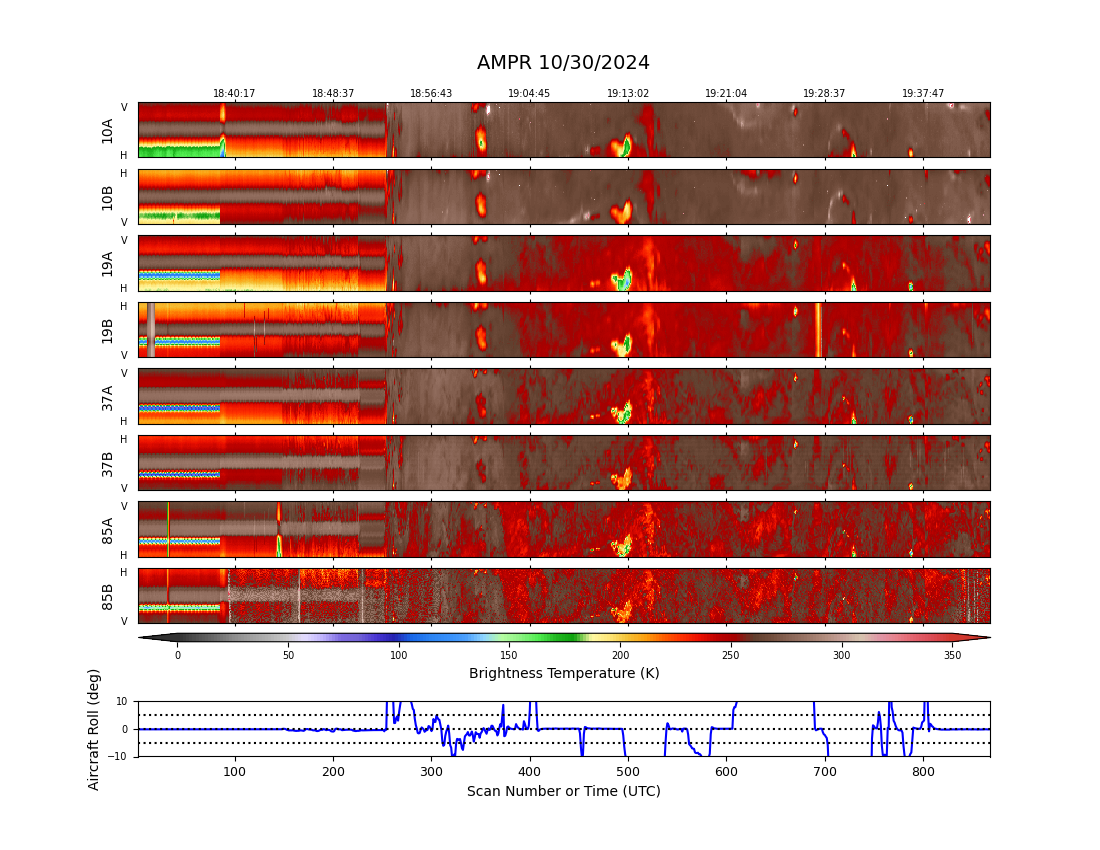 AMPR 10/30/2024
18:40:17 18:48:37 18:56:43 19:04:45 19:13:02 19:21:04 19:28:37 19:37:47
V
10A
H
H
10B
V
V
19A
H
H
19B
V
V
37A
H
H
37B
V
V
85A
H
H
85B
V
0 50 100 150 200 250 300 350
Brightness Temperature (K)
Aircraft Roll (deg)
10
0
−10
100 200 300 400 500 600 700 800
Scan Number or Time (UTC)